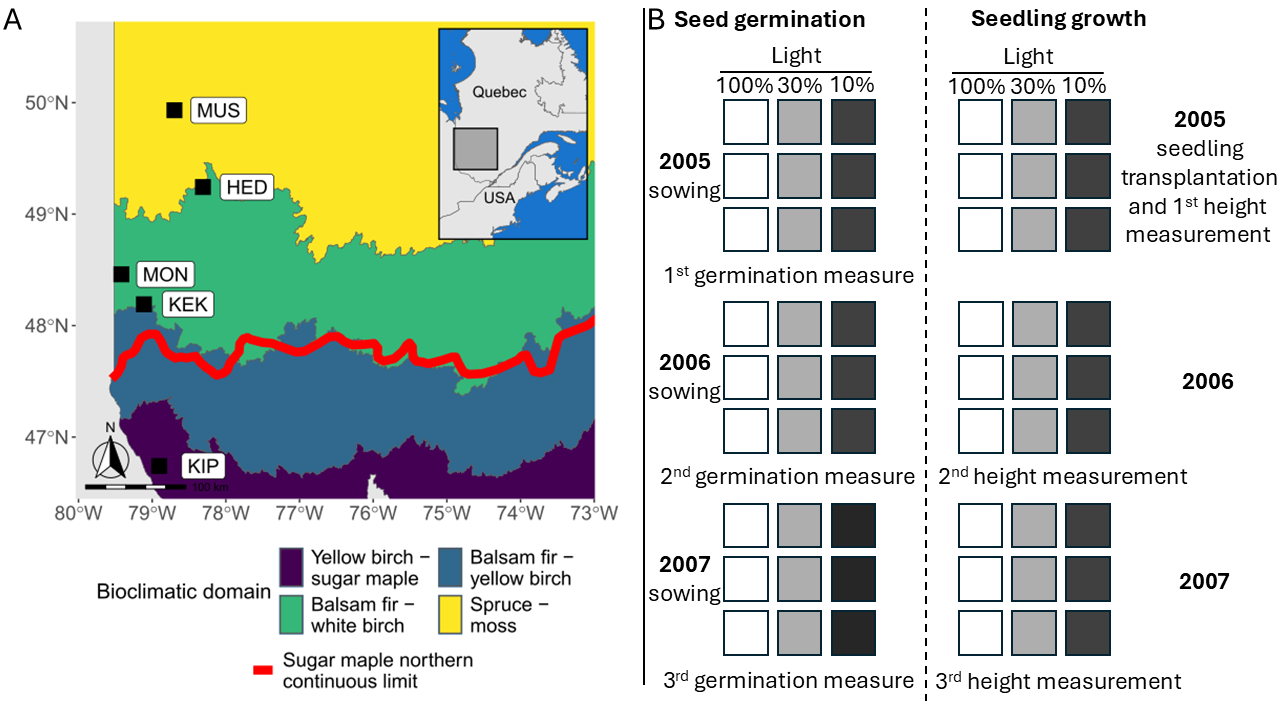 A
50°N
49°N
48°N
47°N
MUS
HED
MON
KEK
KIP
Quebec
USA
N
100 km
80°W 79°W 78°W 77°W 76°W 75°W 74°W 73°W
Bioclimatic domain
Yellow birch −
sugar maple
Balsam fir −
yellow birch
Balsam fir −
white birch
Spruce −
moss
Sugar maple northern
continuous limit
B Seed germination
Light
100% 30% 10%
2005
sowing
1st germination measure
2006
sowing
2nd germination measure
2007
sowing
3rd germination measure
Seedling growth
Light
100% 30% 10%
2005
seedling
transplantation
and 1st height
measurement
2006
2nd height measurement
2007
3rd height measurement